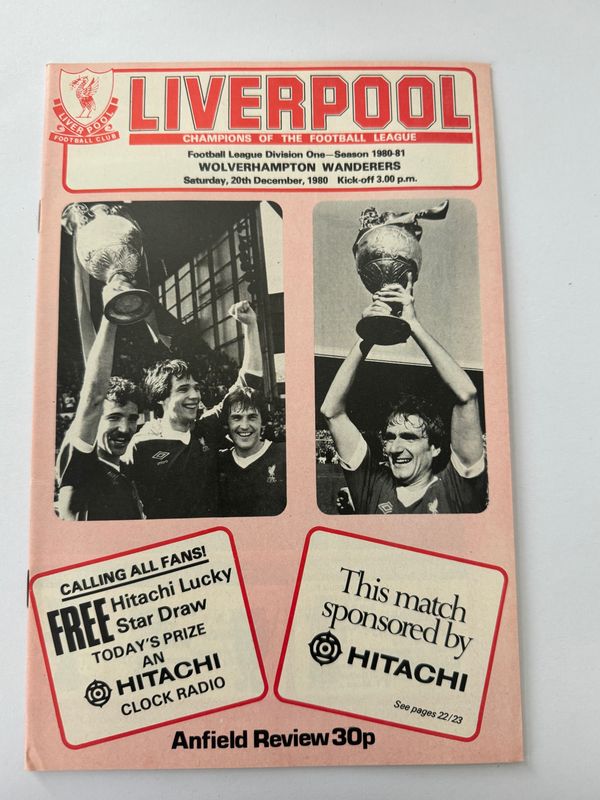 LIVERPOOL
FOOTBALL CLUB
LIVERPOOL
CHAMPIONS OF THE FOOTBALL LEAGUE
Football League Division One—Season 1980-81
WOLVERHAMPTON WANDERERS
Saturday, 20th December, 1980 Kick-off 3.00 p.m.
CALLING ALL FANS!
FREE Hitachi Lucky
Star Draw
TODAY'S PRIZE
AN
HITACHI
CLOCK RADIO
This match
sponsored by
HITACHI
See pages 22/23
Anfield Review 30p